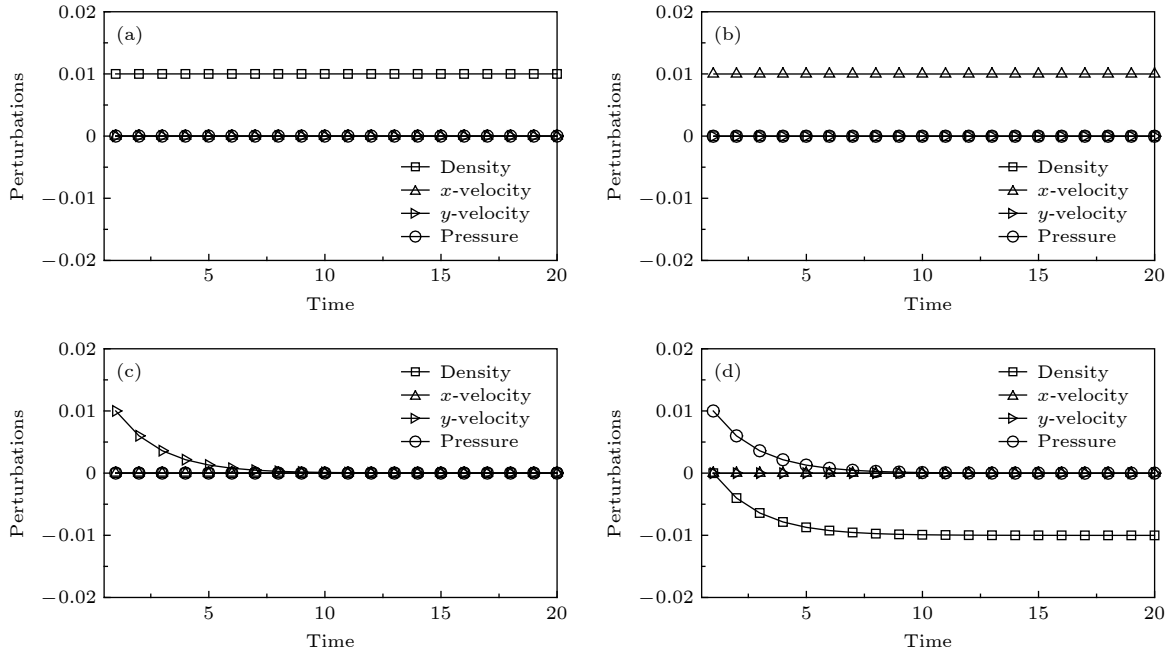 0.02
(a)
0.01
0
−0.01
−0.02
Perturbations
Density
x-velocity
y-velocity
Pressure
5
10
15
20
Time
0.02
(b)
0.01
0
−0.01
−0.02
Perturbations
Density
x-velocity
y-velocity
Pressure
5
10
15
20
Time
0.02
(c)
0.01
0
−0.01
−0.02
Perturbations
Density
x-velocity
y-velocity
Pressure
5
10
15
20
Time
0.02
(d)
0.01
0
−0.01
−0.02
Perturbations
Density
x-velocity
y-velocity
Pressure
5
10
15
20
Time